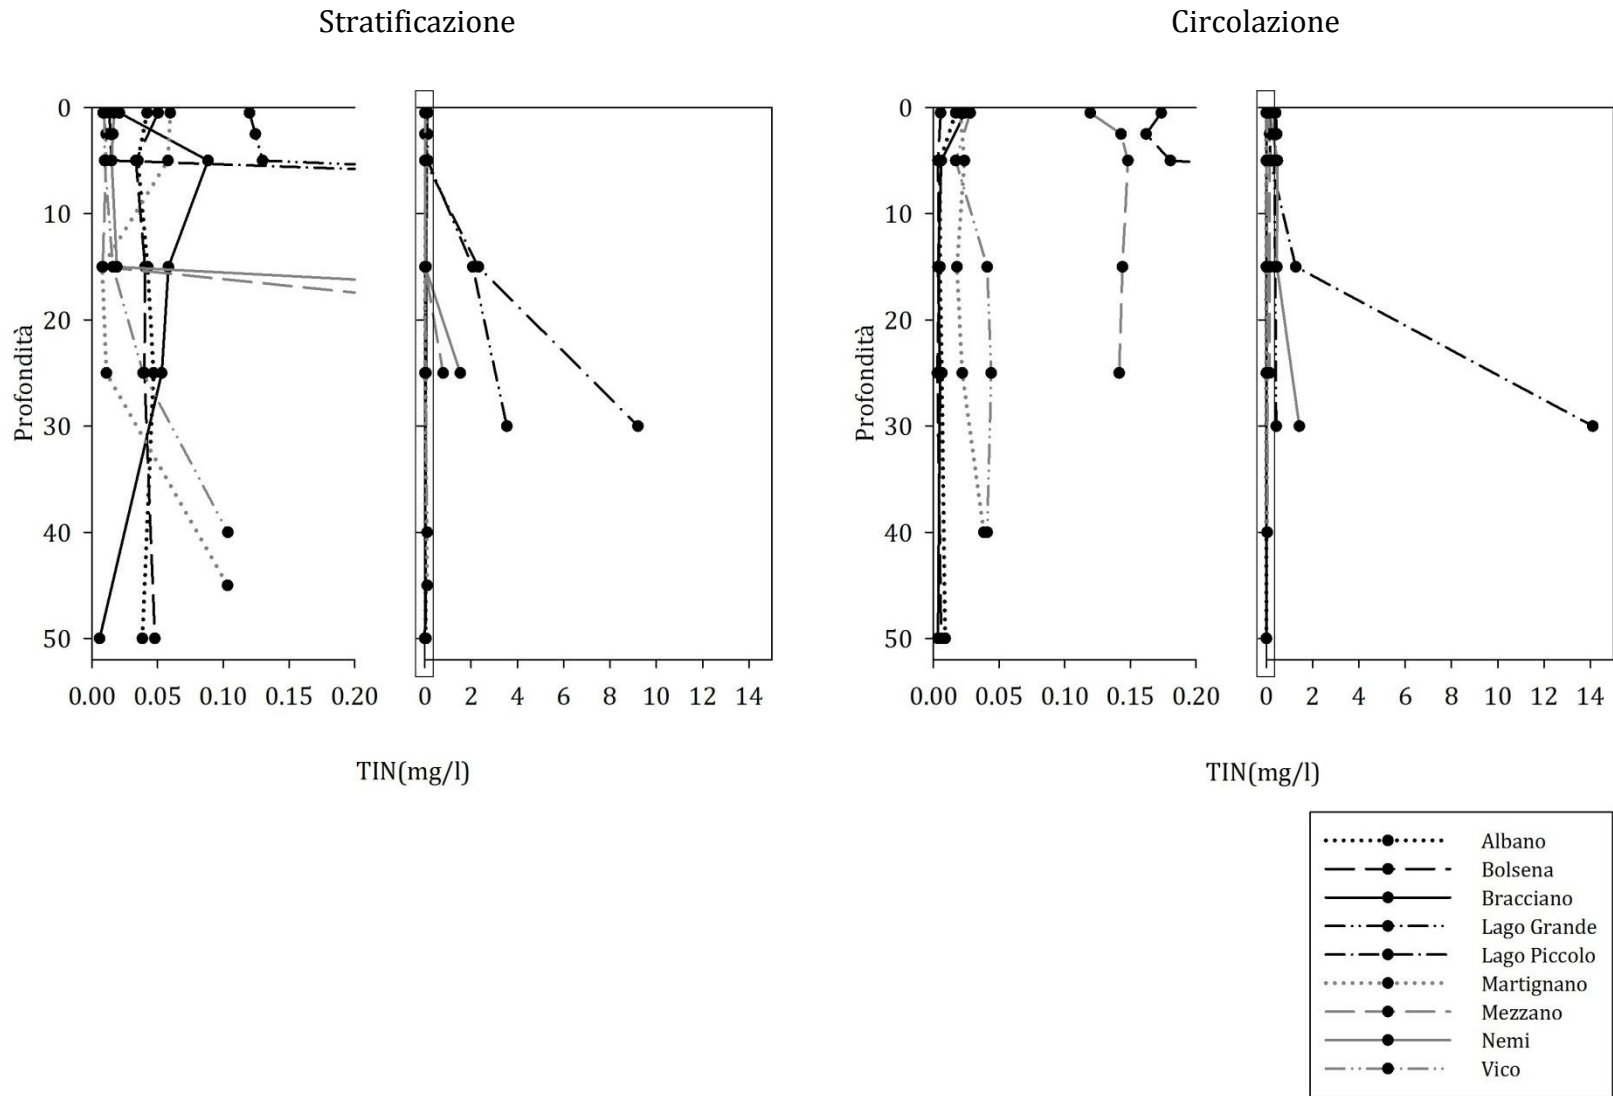 Stratificazione
Circolazione
Profondità
0
10
20
30
40
50
0.00 0.05 0.10 0.15 0.20
0 2 4 6 8 10 12 14
TIN(mg/l)
Profondità
0
10
20
30
40
50
0.00 0.05 0.10 0.15 0.20
0 2 4 6 8 10 12 14
TIN(mg/l)
Albano
Bolsena
Bracciano
Lago Grande
Lago Piccolo
Martignano
Mezzano
Nemi
Vico